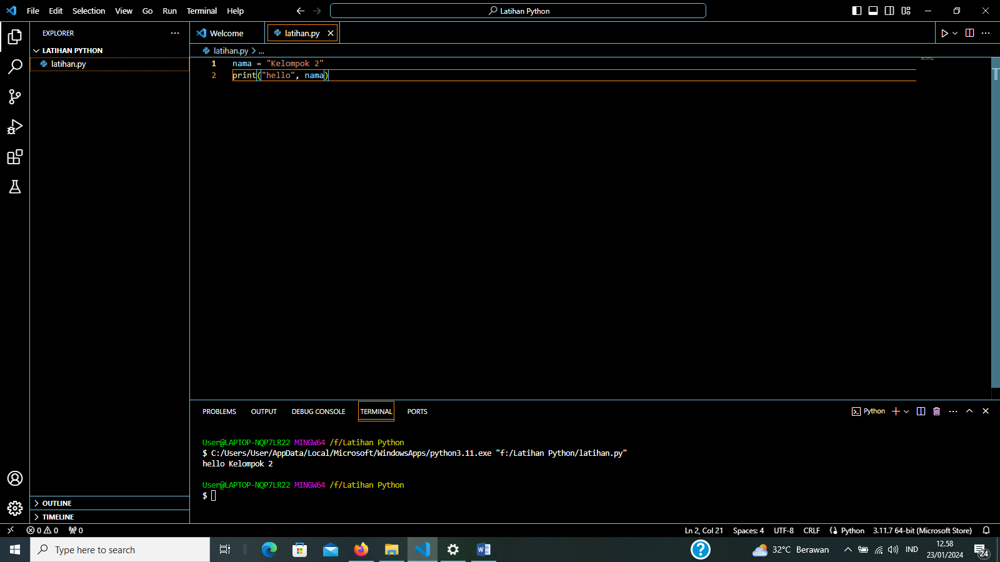 File Edit Selection View Go Run Terminal Help
Latihan Python
EXPLORER
LATIHAN PYTHON
latihan.py
OUTLINE
TIMELINE
Welcome
latihan.py
latihan.py > ...
1 nama = "Kelompok 2"
2 print("hello", nama)
PROBLEMS OUTPUT DEBUG CONSOLE TERMINAL PORTS
Python
User@LAPTOP-NQP7LR22 MINGW64 /f/Latihan Python
$ C:/Users/User/AppData/Local/Microsoft/WindowsApps/python3.11.exe "f:/Latihan Python/latihan.py"
hello Kelompok 2
User@LAPTOP-NQP7LR22 MINGW64 /f/Latihan Python
$
0 0 0
Ln 2, Col 21 Spaces: 4 UTF-8 CRLF Python 3.11.7 64-bit (Microsoft Store)
Type here to search
32°C Berawan
IND
12.58
23/01/2024
24